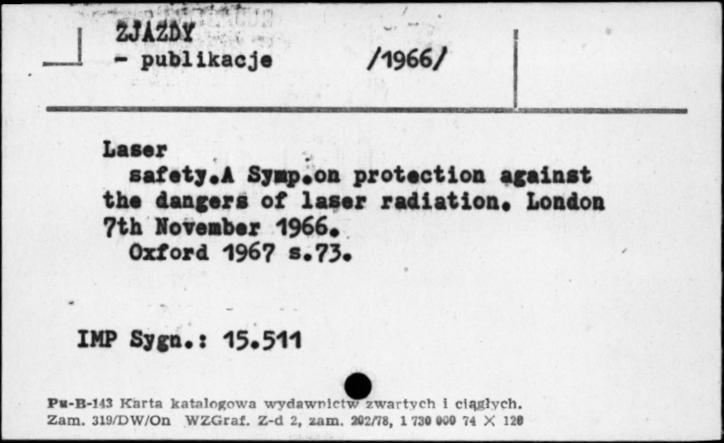 ZJAZDY
- publikacje /1966/
Laser
safety.A Symp.on protection against
the dangers of laser radiation. London
7th November 1966.
Oxford 1967 s.73.
IMP Sygn.: 15.511
Pu-B-143 Karta katalogowa wydawnictw zwartych i ciągłych.
Zam. 319/DW/On WZGraf. Z-d 2, zam. 202/78, 1 730 000 74 X 120